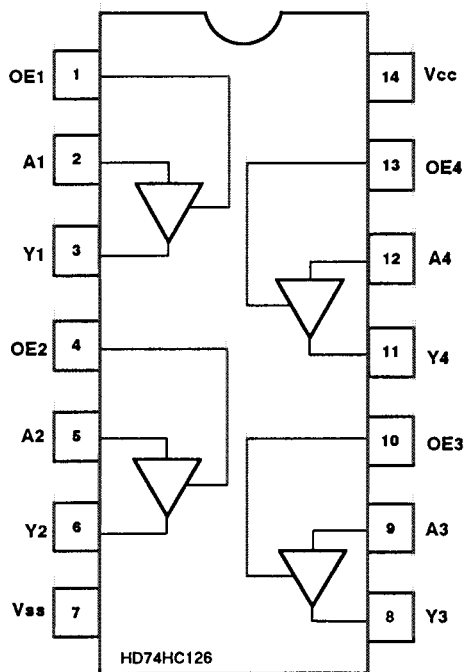 OE1 1
14 Vcc
A1 2
13 OE4
Y1 3
12 A4
OE2 4
11 Y4
A2 5
10 OE3
Y2 6
9 A3
Vss 7
8 Y3
HD74HC126